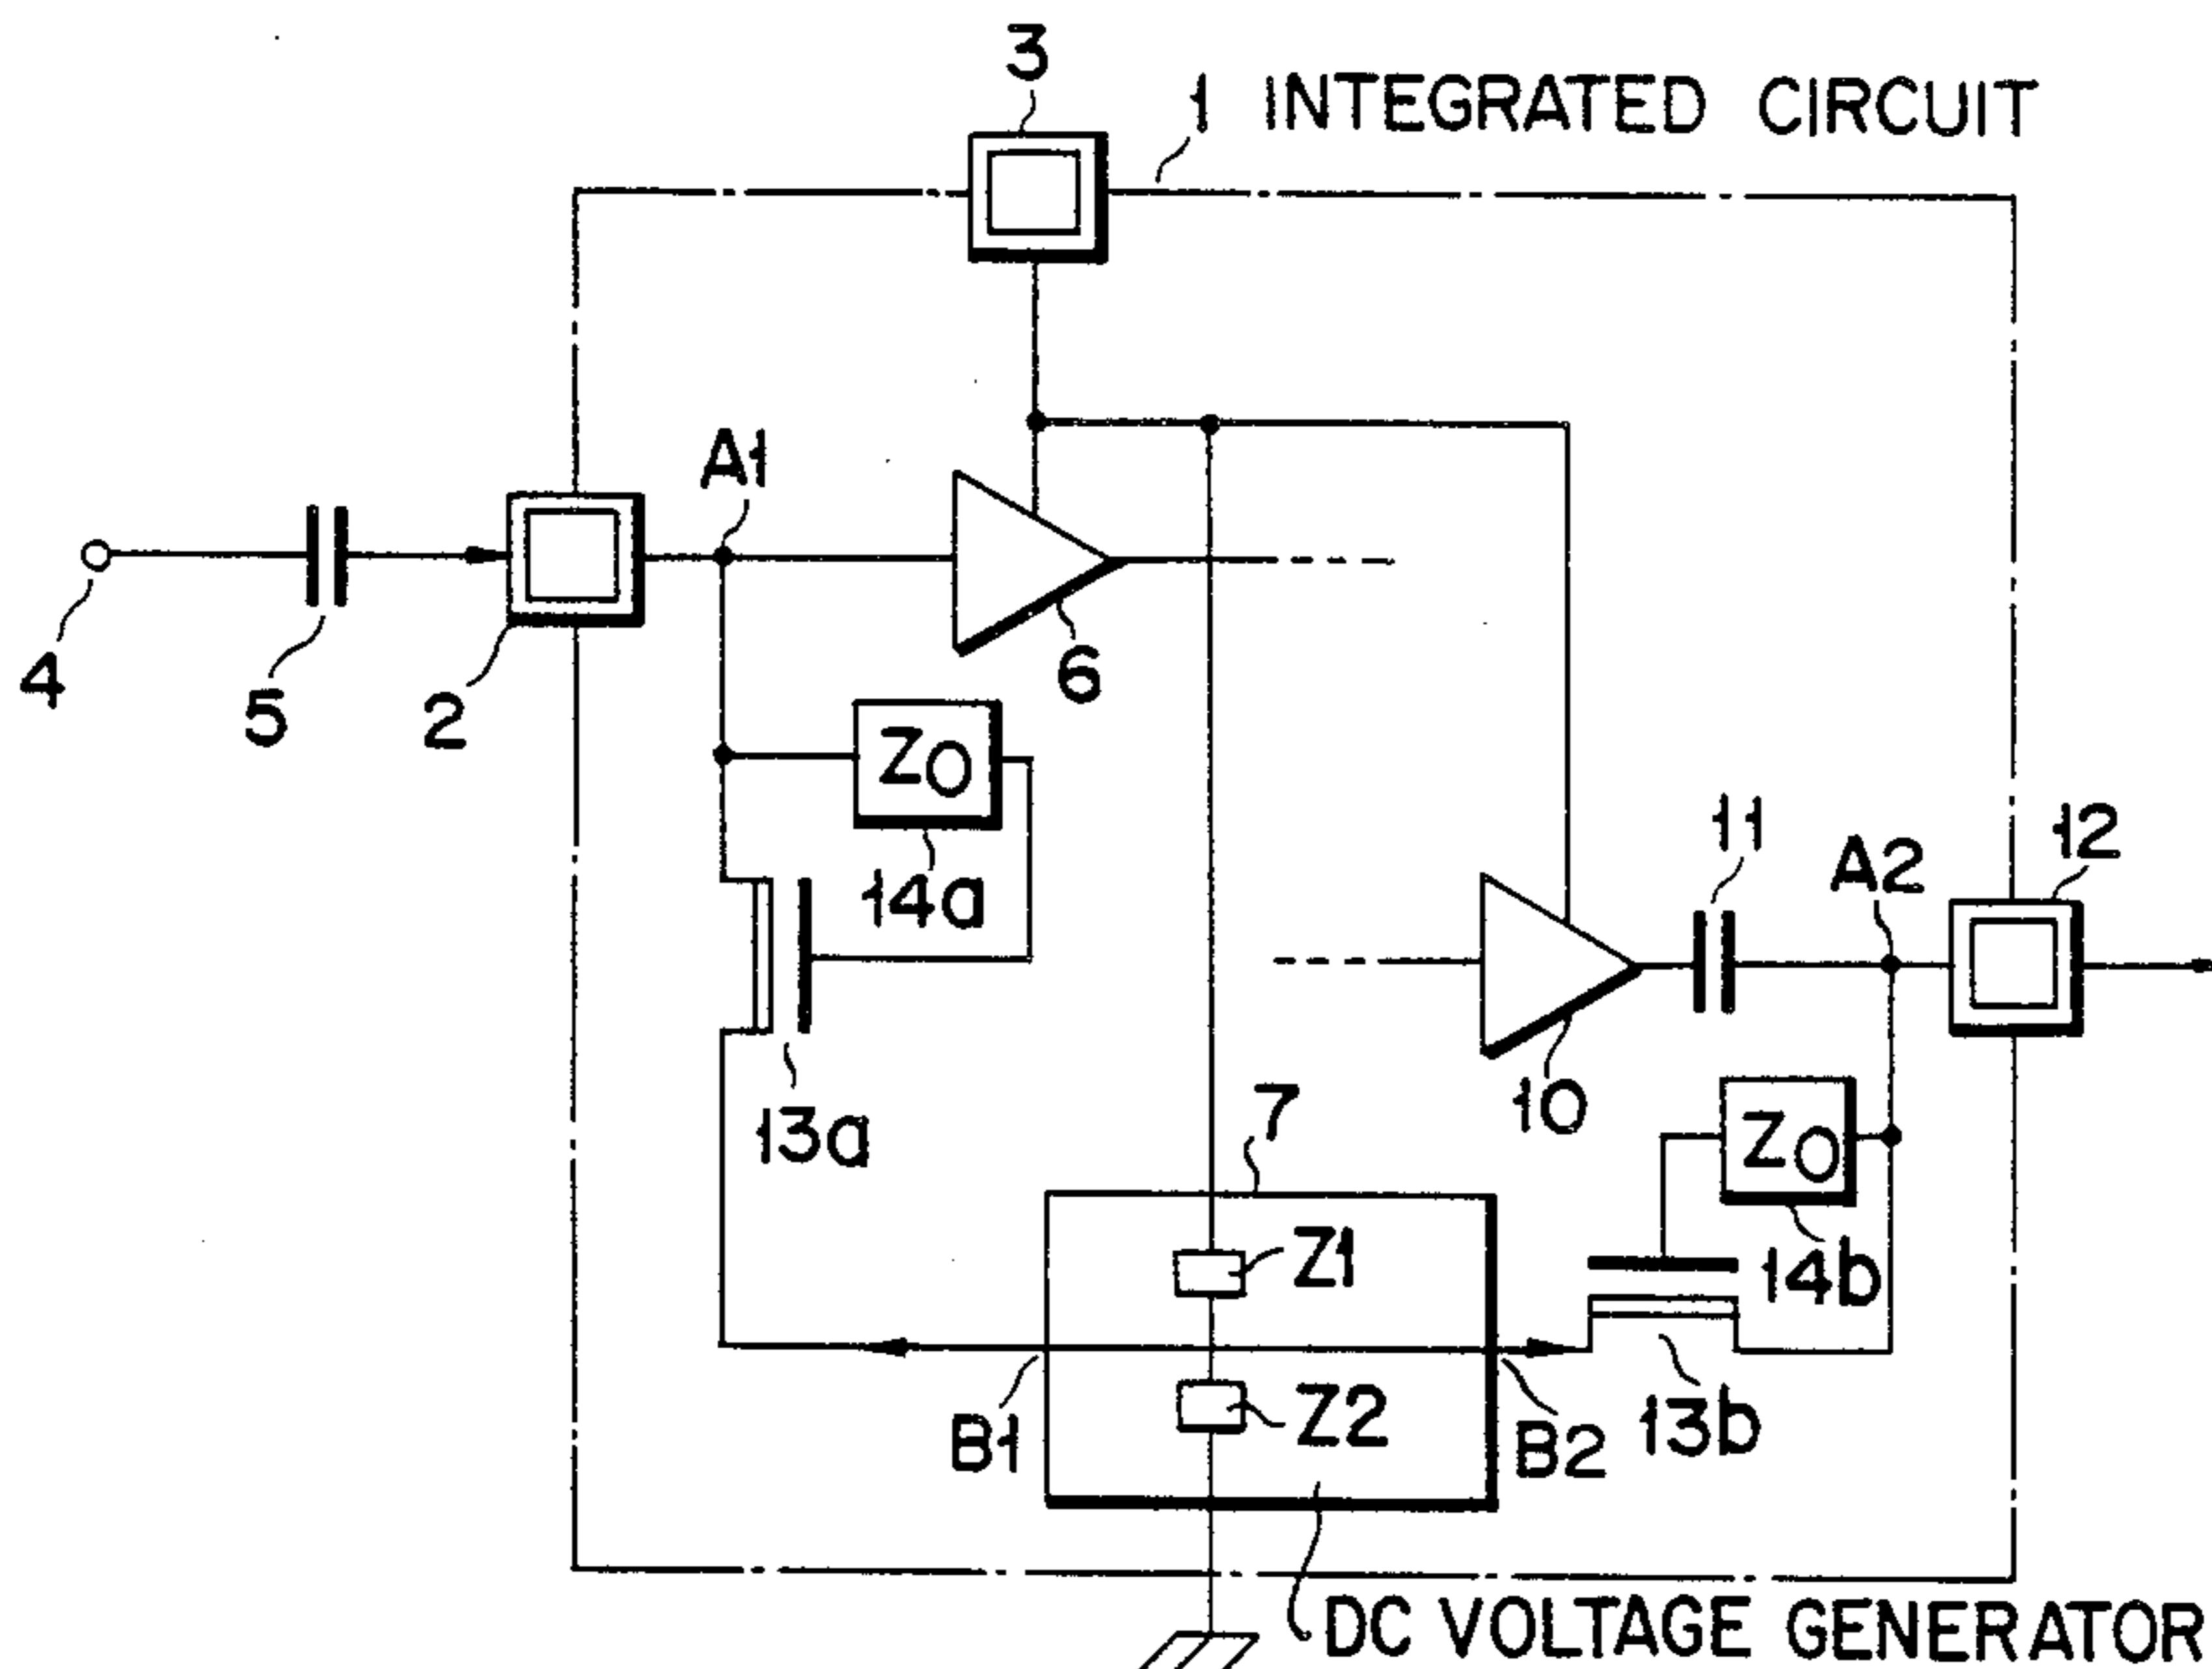 3
1 INTEGRATED CIRCUIT
A1
4
5
2
6
Z0
14a
11
A2
12
13a
10
7
Z0
14b
Z1
B1
Z2
B2
13b
DC VOLTAGE GENERATOR